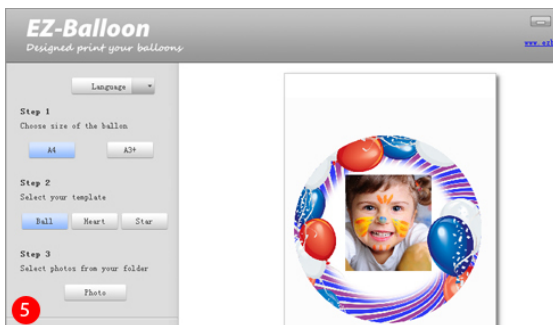 EZ-Balloon
Designed print your balloons
Language
Step 1
Choose size of the ballon
A4 A3+
Step 2
Select your template
Ball Heart Star
Step 3
Select photos from your folder
Photo
5